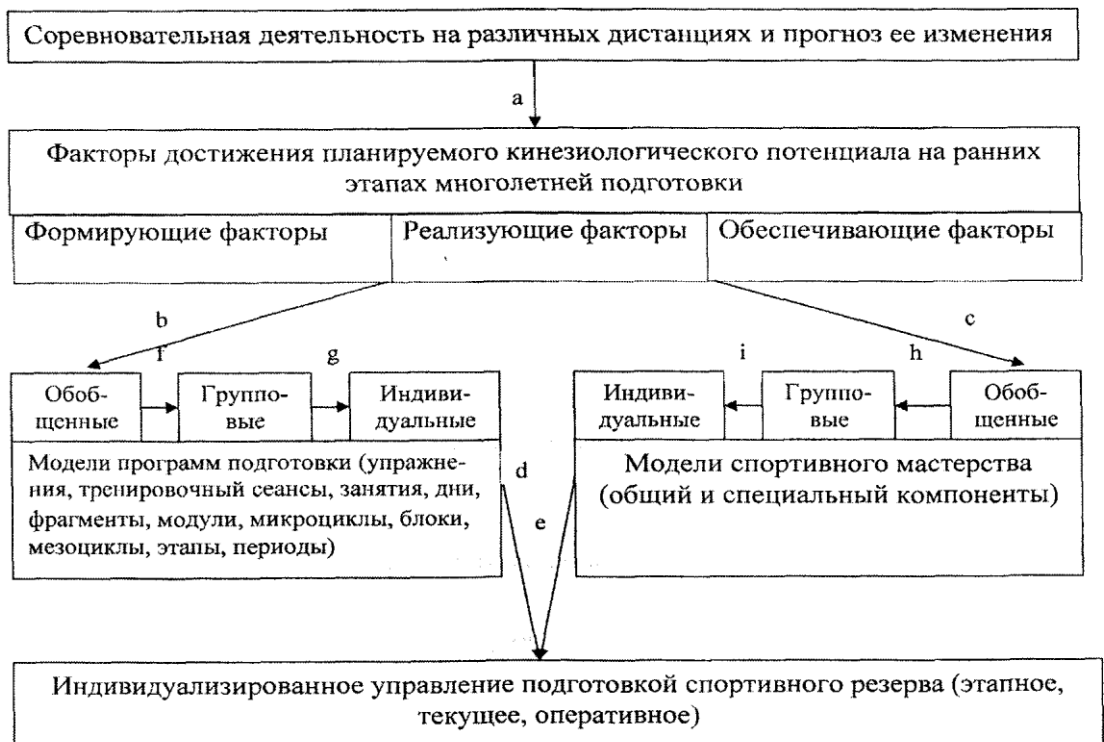 Соревновательная деятельность на различных дистанциях и прогноз ее изменения
a
Факторы достижения планируемого кинезиологического потенциала на ранних
этапах многолетней подготовки
Формирующие факторы
Реализующие факторы
Обеспечивающие факторы
b
c
f
g
i
h
Обоб-
щенные
Группо-
вые
Индиви-
дуальные
Индиви-
дуальные
Группо-
вые
Обоб-
щенные
Модели программ подготовки (упражне-
ния, тренировочный сеансы, занятия, дни,
фрагменты, модули, микроциклы, блоки,
мезоциклы, этапы, периоды)
d
e
Модели спортивного мастерства
(общий и специальный компоненты)
Индивидуализированное управление подготовкой спортивного резерва (этапное,
текущее, оперативное)